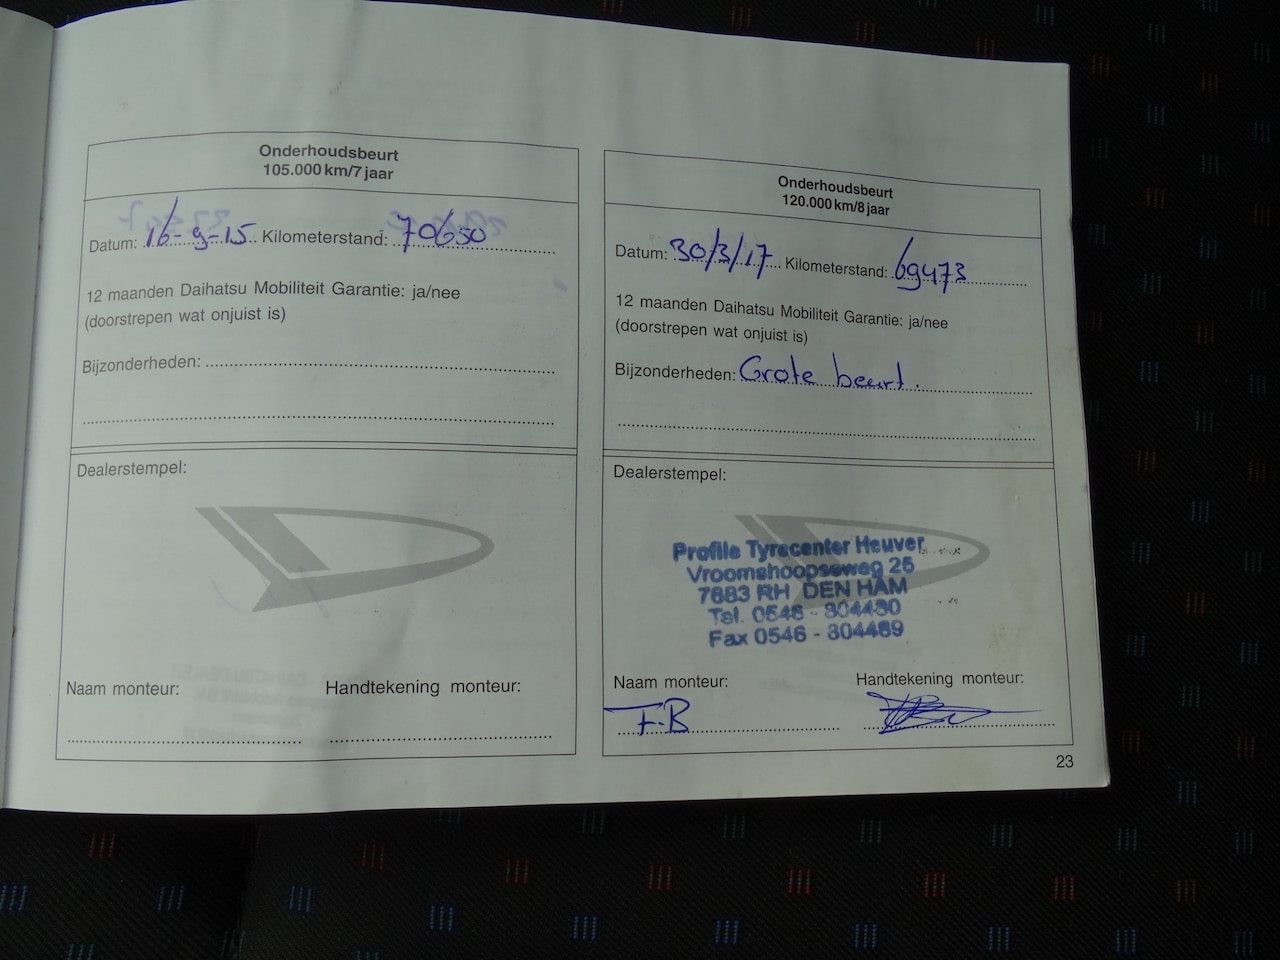 Onderhoudsbeurt
105.000 km/7 jaar
Datum: 16-9-15 Kilometerstand: 70650
12 maanden Daihatsu Mobiliteit Garantie: ja/nee
(doorstrepen wat onjuist is)
Bijzonderheden:
Dealerstempel:
Naam monteur: Handtekening monteur:
Onderhoudsbeurt
120.000 km/8 jaar
Datum: 30/3/17 Kilometerstand: 69473
12 maanden Daihatsu Mobiliteit Garantie: ja/nee
(doorstrepen wat onjuist is)
Bijzonderheden: Grote beurt.
Dealerstempel:
Profile Tyrecenter Heuver
Vroomshoopseweg 25
7683 RH DEN HAM
Tel. 0546 - 804480
Fax 0546 - 804489
Naam monteur: Handtekening monteur:
F-B
23